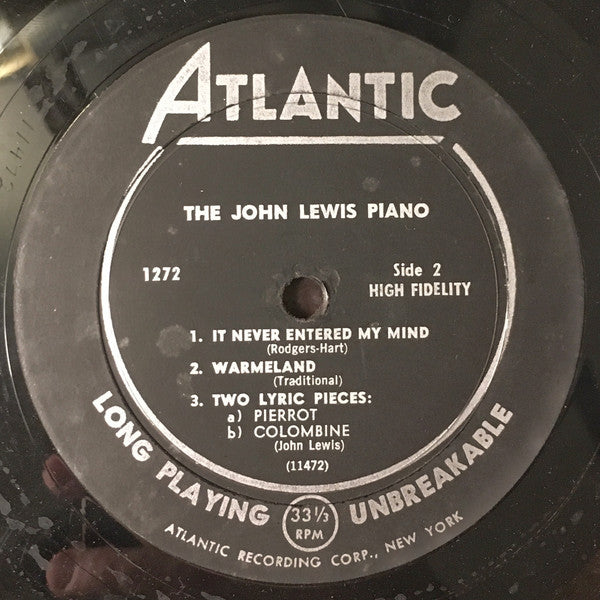 ATLANTIC
THE JOHN LEWIS PIANO
1272
Side 2
HIGH FIDELITY
1. IT NEVER ENTERED MY MIND
(Rodgers-Hart)
2. WARMELAND
(Traditional)
3. TWO LYRIC PIECES:
a) PIERROT
b) COLOMBINE
(John Lewis)
(11472)
LONG PLAYING 33 1/3 RPM UNBREAKABLE
ATLANTIC RECORDING CORP., NEW YORK